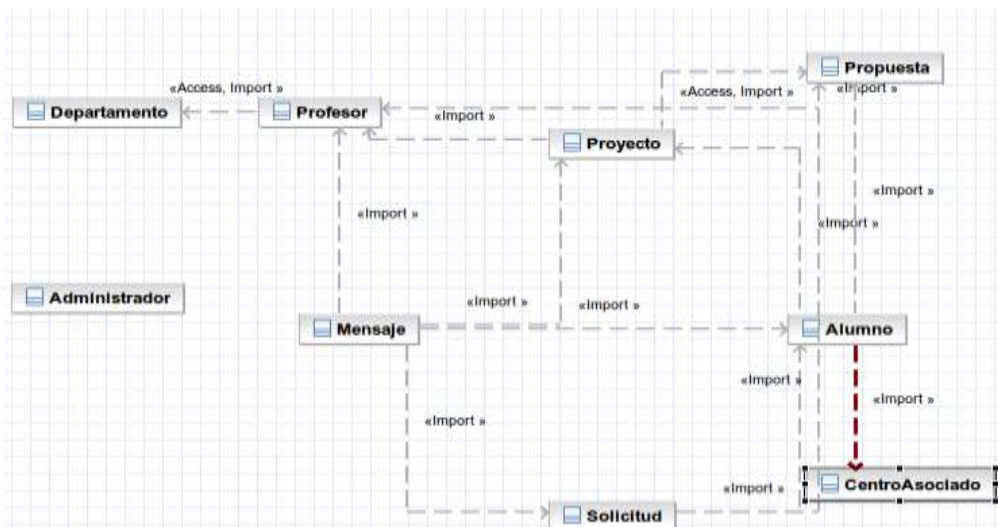 Propuesta
«Access, Import »
«Access, Import »
«Import »
Departamento
Profesor
«Import »
Proyecto
«Import »
«Import »
«Import »
Administrador
«Import »
«Import »
Mensaje
Alumno
«Import »
«Import »
«Import »
CentroAsociado
«Import »
Solicitud